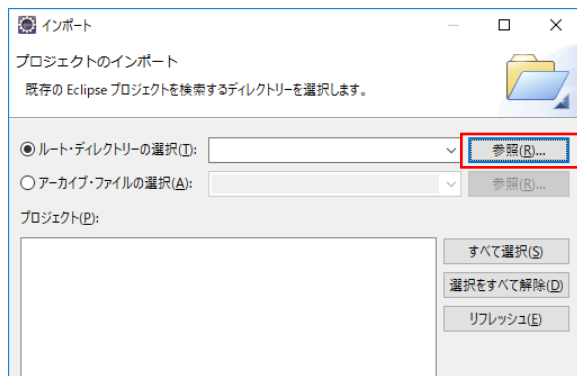 インポート
プロジェクトのインポート
既存の Eclipse プロジェクトを検索するディレクトリーを選択します。
ルート・ディレクトリーの選択(T):
参照(R)...
アーカイブ・ファイルの選択(A):
参照(R)...
プロジェクト(P):
すべて選択(S)
選択をすべて解除(D)
リフレッシュ(E)